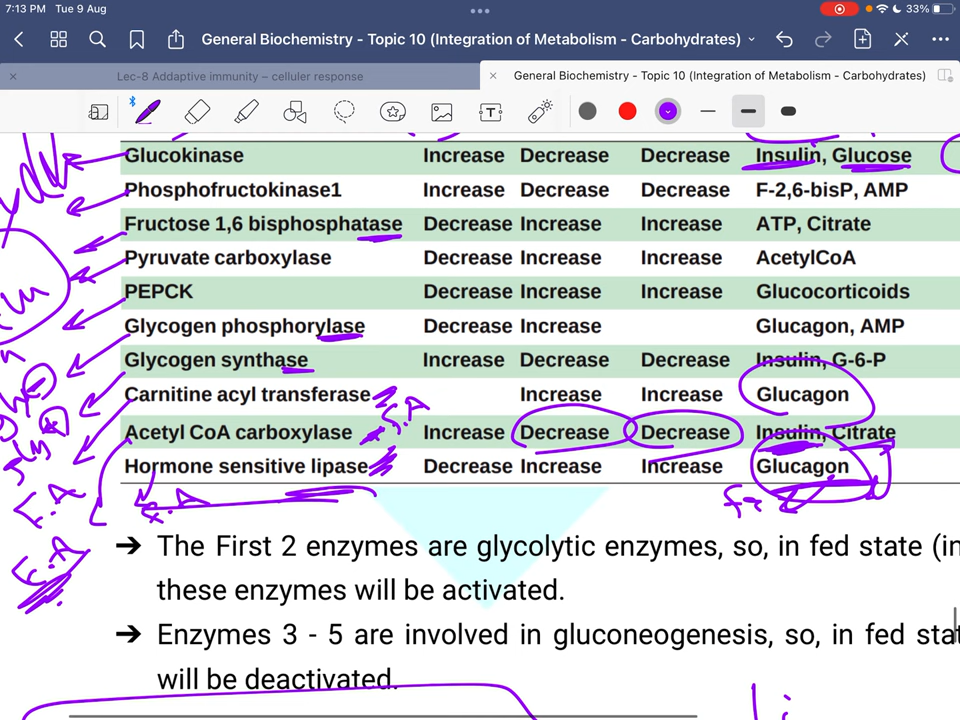 7:13 PM Tue 9 Aug
33%
General Biochemistry - Topic 10 (Integration of Metabolism - Carbohydrates)
Lec-8 Addaptive immunity – celluler response
General Biochemistry - Topic 10 (Integration of Metabolism - Carbohydrates)
Glucokinase Increase Decrease Decrease Insulin, Glucose
Phosphofructokinase1 Increase Decrease Decrease F-2,6-bisP, AMP
Fructose 1,6 bisphosphatase Decrease Increase Increase ATP, Citrate
Pyruvate carboxylase Decrease Increase Increase AcetylCoA
PEPCK Decrease Increase Increase Glucocorticoids
Glycogen phosphorylase Decrease Increase Glucagon, AMP
Glycogen synthase Increase Decrease Decrease Insulin, G-6-P
Carnitine acyl transferase Increase Increase Glucagon
Acetyl CoA carboxylase Increase Decrease Decrease Insulin, Citrate
Hormone sensitive lipase Decrease Increase Increase Glucagon
➔ The First 2 enzymes are glycolytic enzymes, so, in fed state (in
these enzymes will be activated.
➔ Enzymes 3 - 5 are involved in gluconeogenesis, so, in fed stat
will be deactivated.